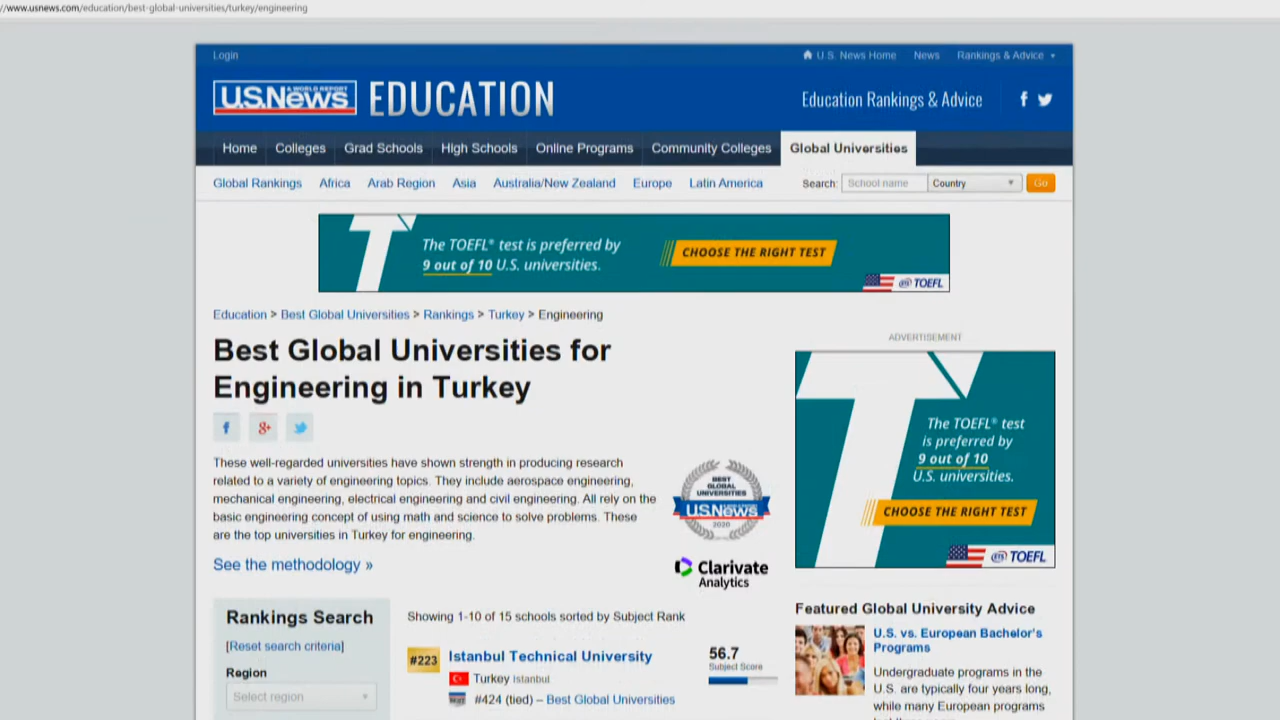 //www.usnews.com/education/best-global-universities/turkey/engineering
Login
U.S. News Home News Rankings & Advice
U.S.News
& WORLD REPORT
EDUCATION
Education Rankings & Advice
Home Colleges Grad Schools High Schools Online Programs Community Colleges Global Universities
Global Rankings Africa Arab Region Asia Australia/New Zealand Europe Latin America Search: School name Country Go
The TOEFL® test is preferred by
9 out of 10 U.S. universities.
CHOOSE THE RIGHT TEST
ETS TOEFL
Education > Best Global Universities > Rankings > Turkey > Engineering
Best Global Universities for
Engineering in Turkey
These well-regarded universities have shown strength in producing research
related to a variety of engineering topics. They include aerospace engineering,
mechanical engineering, electrical engineering and civil engineering. All rely on the
basic engineering concept of using math and science to solve problems. These
are the top universities in Turkey for engineering.
See the methodology »
BEST
GLOBAL
UNIVERSITIES
U.S.News
2020
Clarivate
Analytics
ADVERTISEMENT
The TOEFL® test
is preferred by
9 out of 10
U.S. universities.
CHOOSE THE RIGHT TEST
ETS TOEFL
Rankings Search
[Reset search criteria]
Region
Select region
Showing 1-10 of 15 schools sorted by Subject Rank
#223
Istanbul Technical University
Turkey Istanbul
#424 (tied) – Best Global Universities
56.7
Subject Score
Featured Global University Advice
U.S. vs. European Bachelor's
Programs
Undergraduate programs in the
U.S. are typically four years long,
while many European programs